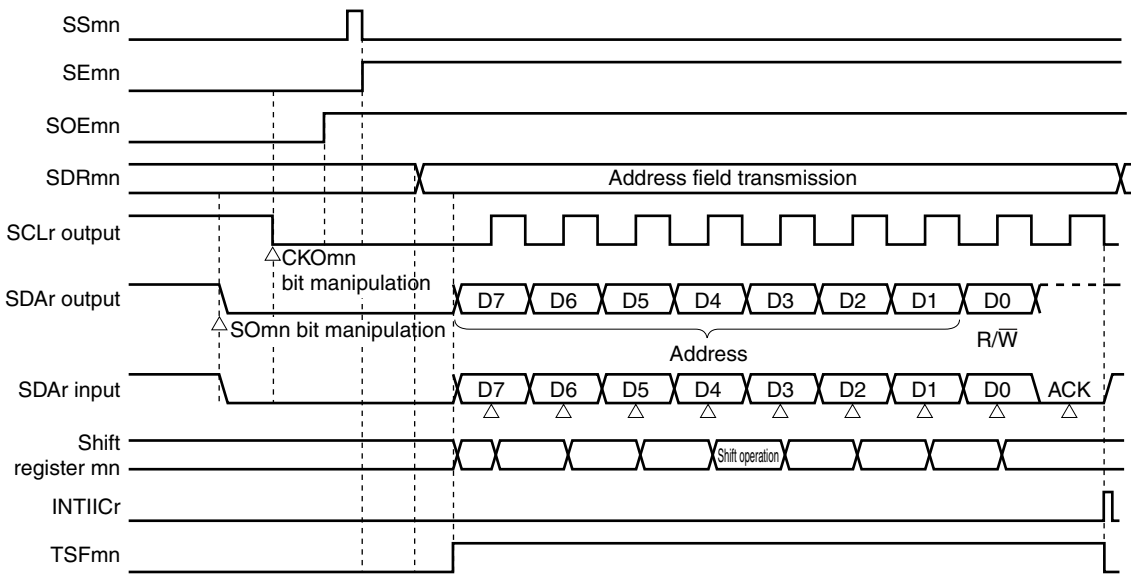 SSmn
SEmn
SOEmn
SDRmn
Address field transmission
SCLr output
CKOmn
bit manipulation
SDAr output
D7 D6 D5 D4 D3 D2 D1 D0
SOmn bit manipulation
R/W̅
Address
SDAr input
D7 D6 D5 D4 D3 D2 D1 D0 ACK
Shift
register mn
Shift operation
INTIICr
TSFmn